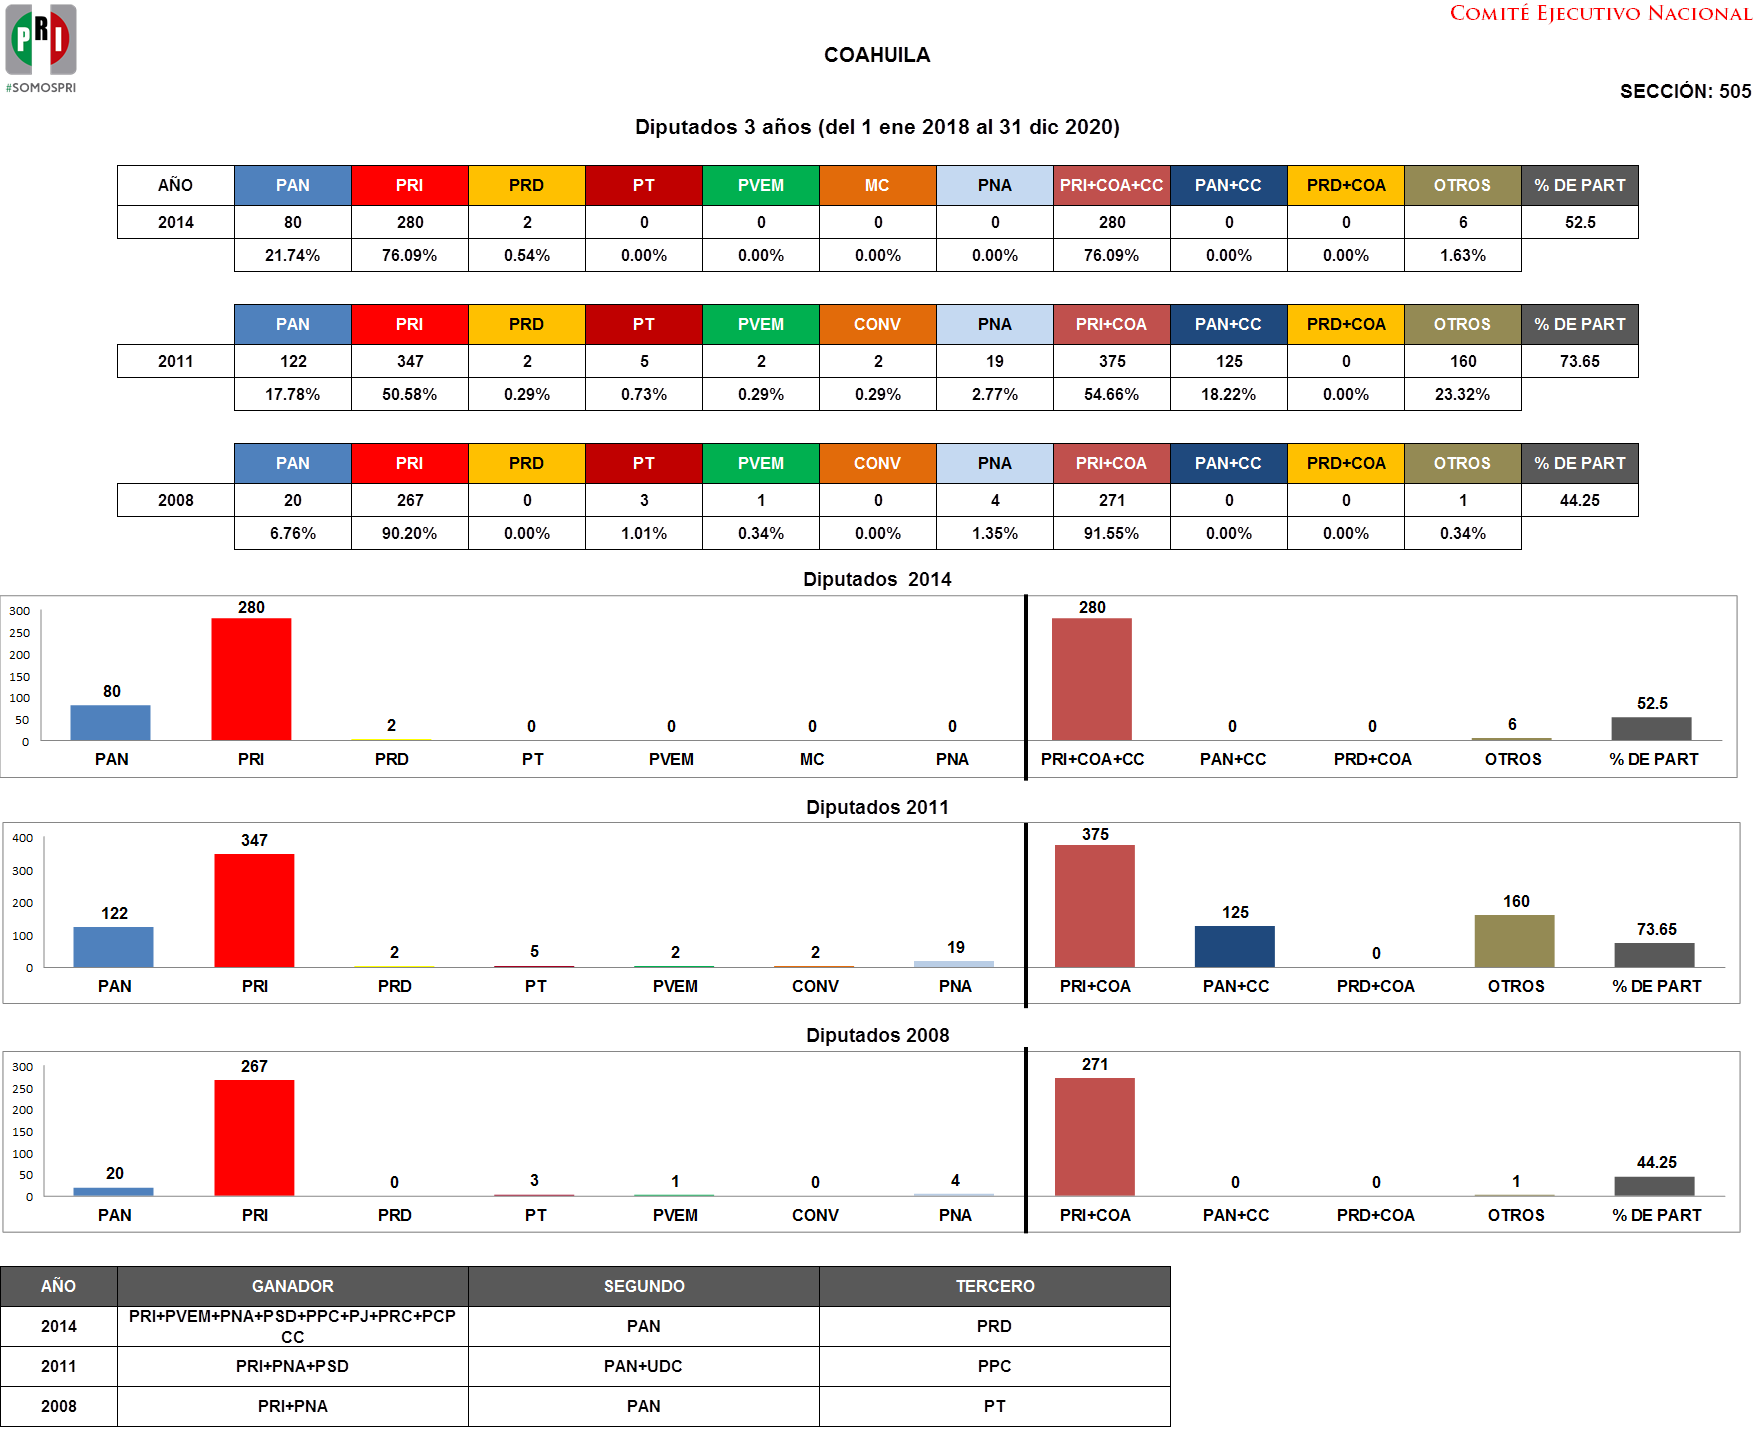 COMITÉ EJECUTIVO NACIONAL
PRI
#SOMOSPRI
COAHUILA
SECCIÓN: 505
Diputados 3 años (del 1 ene 2018 al 31 dic 2020)
AÑO PAN PRI PRD PT PVEM MC PNA PRI+COA+CC PAN+CC PRD+COA OTROS % DE PART
2014 80 280 2 0 0 0 0 280 0 0 6 52.5
21.74% 76.09% 0.54% 0.00% 0.00% 0.00% 0.00% 76.09% 0.00% 0.00% 1.63%
PAN PRI PRD PT PVEM CONV PNA PRI+COA PAN+CC PRD+COA OTROS % DE PART
2011 122 347 2 5 2 2 19 375 125 0 160 73.65
17.78% 50.58% 0.29% 0.73% 0.29% 0.29% 2.77% 54.66% 18.22% 0.00% 23.32%
PAN PRI PRD PT PVEM CONV PNA PRI+COA PAN+CC PRD+COA OTROS % DE PART
2008 20 267 0 3 1 0 4 271 0 0 1 44.25
6.76% 90.20% 0.00% 1.01% 0.34% 0.00% 1.35% 91.55% 0.00% 0.00% 0.34%
Diputados 2014
300
250
200
150
100
50
0
80 280 2 0 0 0 0 280 0 0 6 52.5
PAN PRI PRD PT PVEM MC PNA PRI+COA+CC PAN+CC PRD+COA OTROS % DE PART
Diputados 2011
400
300
200
100
0
122 347 2 5 2 2 19 375 125 0 160 73.65
PAN PRI PRD PT PVEM CONV PNA PRI+COA PAN+CC PRD+COA OTROS % DE PART
Diputados 2008
300
250
200
150
100
50
0
20 267 0 3 1 0 4 271 0 0 1 44.25
PAN PRI PRD PT PVEM CONV PNA PRI+COA PAN+CC PRD+COA OTROS % DE PART
AÑO GANADOR SEGUNDO TERCERO
2014 PRI+PVEM+PNA+PSD+PPC+PJ+PRC+PCP CC PAN PRD
2011 PRI+PNA+PSD PAN+UDC PPC
2008 PRI+PNA PAN PT